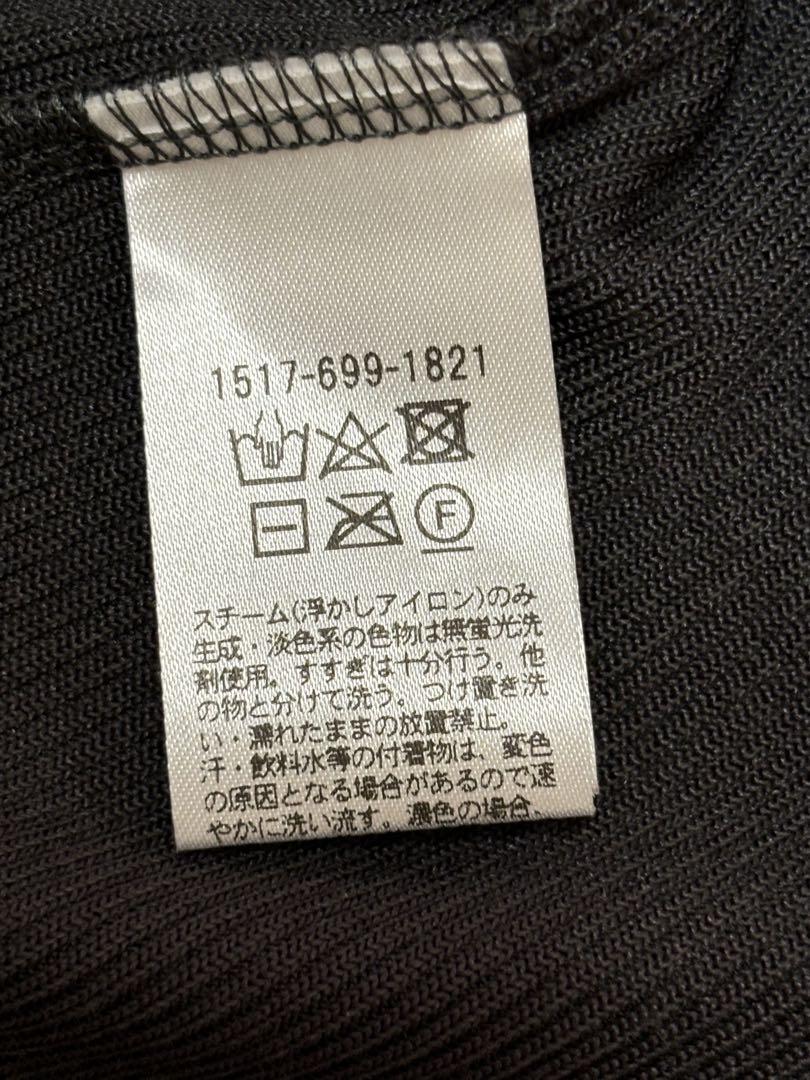 1517-699-1821
F
スチーム(浮かしアイロン)のみ
生成・淡色系の色物は無蛍光洗
剤使用。すすぎは十分行う。他
の物と分けて洗う。つけ置き洗
い・濡れたままの放置禁止。
汗・飲料水等の付着物は、変色
の原因となる場合があるので速
やかに洗い流す。濃色の場合、